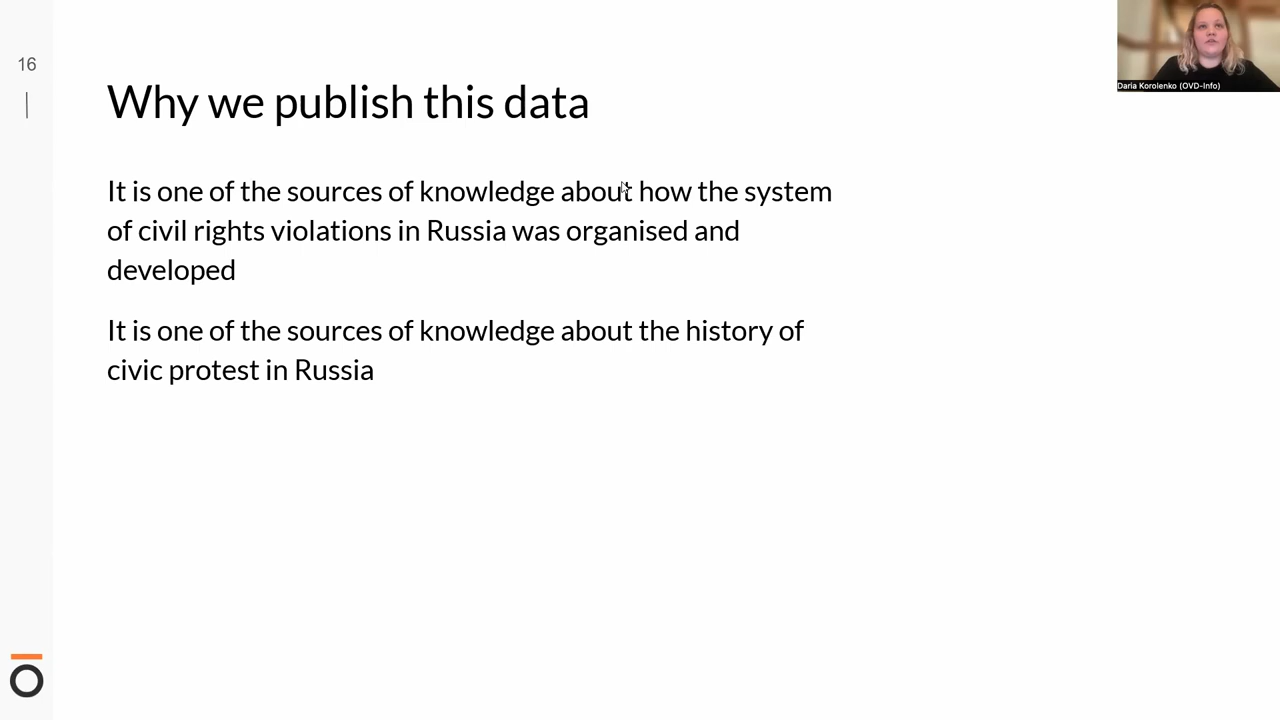 16
Why we publish this data
It is one of the sources of knowledge about how the system
of civil rights violations in Russia was organised and
developed
It is one of the sources of knowledge about the history of
civic protest in Russia
Daria Korolenko (OVD-Info)